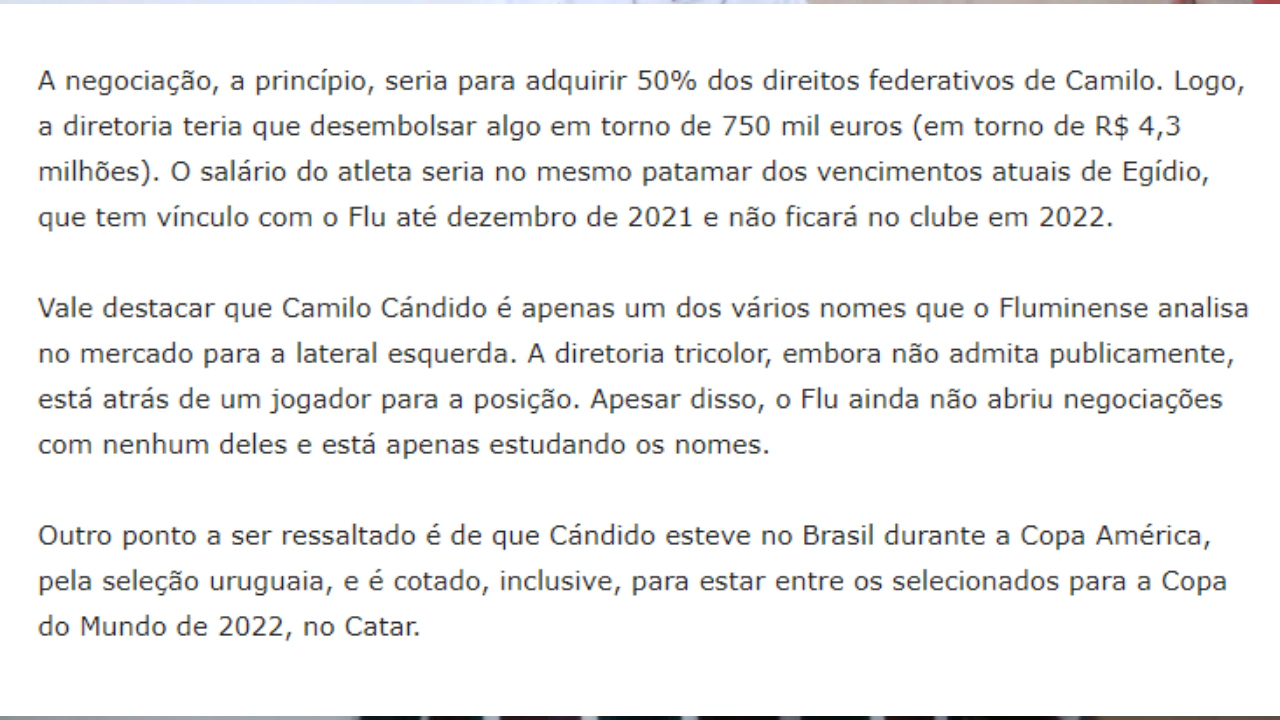 A negociação, a princípio, seria para adquirir 50% dos direitos federativos de Camilo. Logo,
a diretoria teria que desembolsar algo em torno de 750 mil euros (em torno de R$ 4,3
milhões). O salário do atleta seria no mesmo patamar dos vencimentos atuais de Egídio,
que tem vínculo com o Flu até dezembro de 2021 e não ficará no clube em 2022.
Vale destacar que Camilo Cándido é apenas um dos vários nomes que o Fluminense analisa
no mercado para a lateral esquerda. A diretoria tricolor, embora não admita publicamente,
está atrás de um jogador para a posição. Apesar disso, o Flu ainda não abriu negociações
com nenhum deles e está apenas estudando os nomes.
Outro ponto a ser ressaltado é de que Cándido esteve no Brasil durante a Copa América,
pela seleção uruguaia, e é cotado, inclusive, para estar entre os selecionados para a Copa
do Mundo de 2022, no Catar.